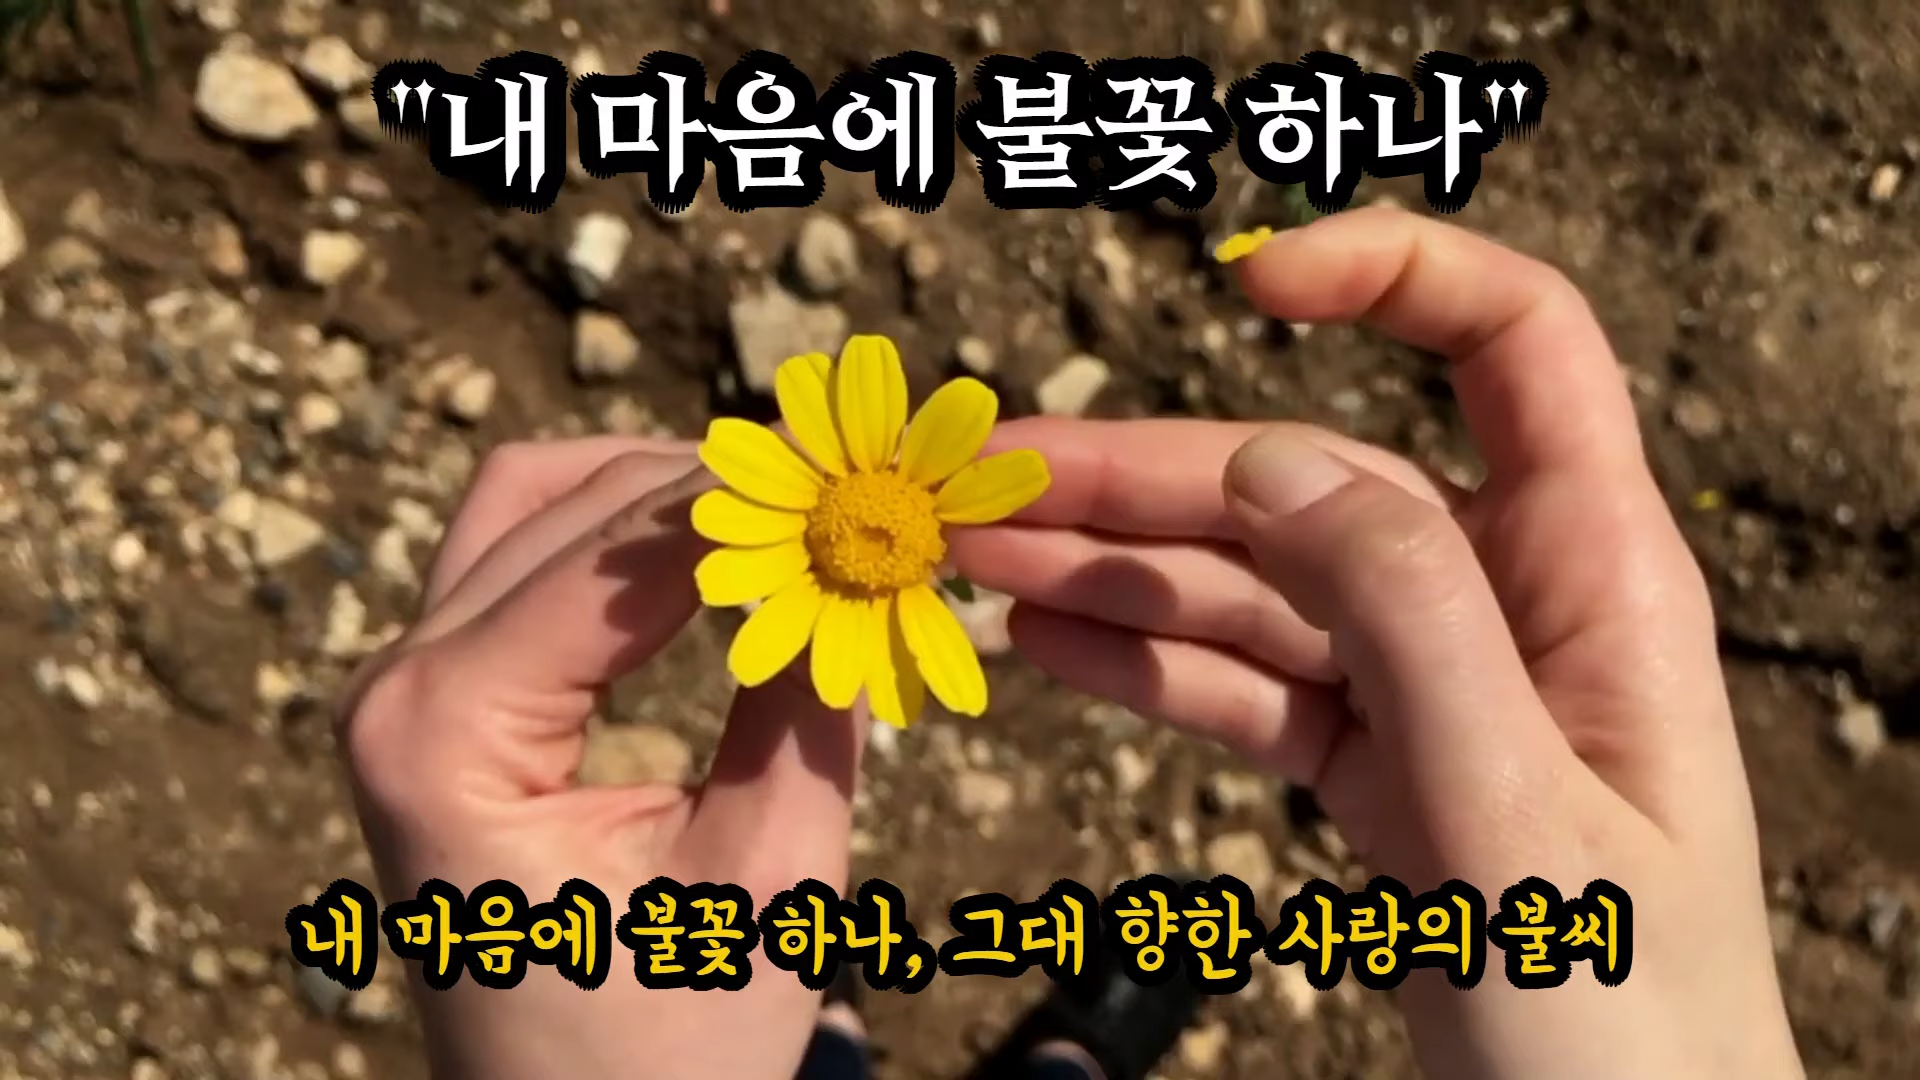 "내 마음에 불꽃 하나"
내 마음에 불꽃 하나, 그대 향한 사랑의 불씨